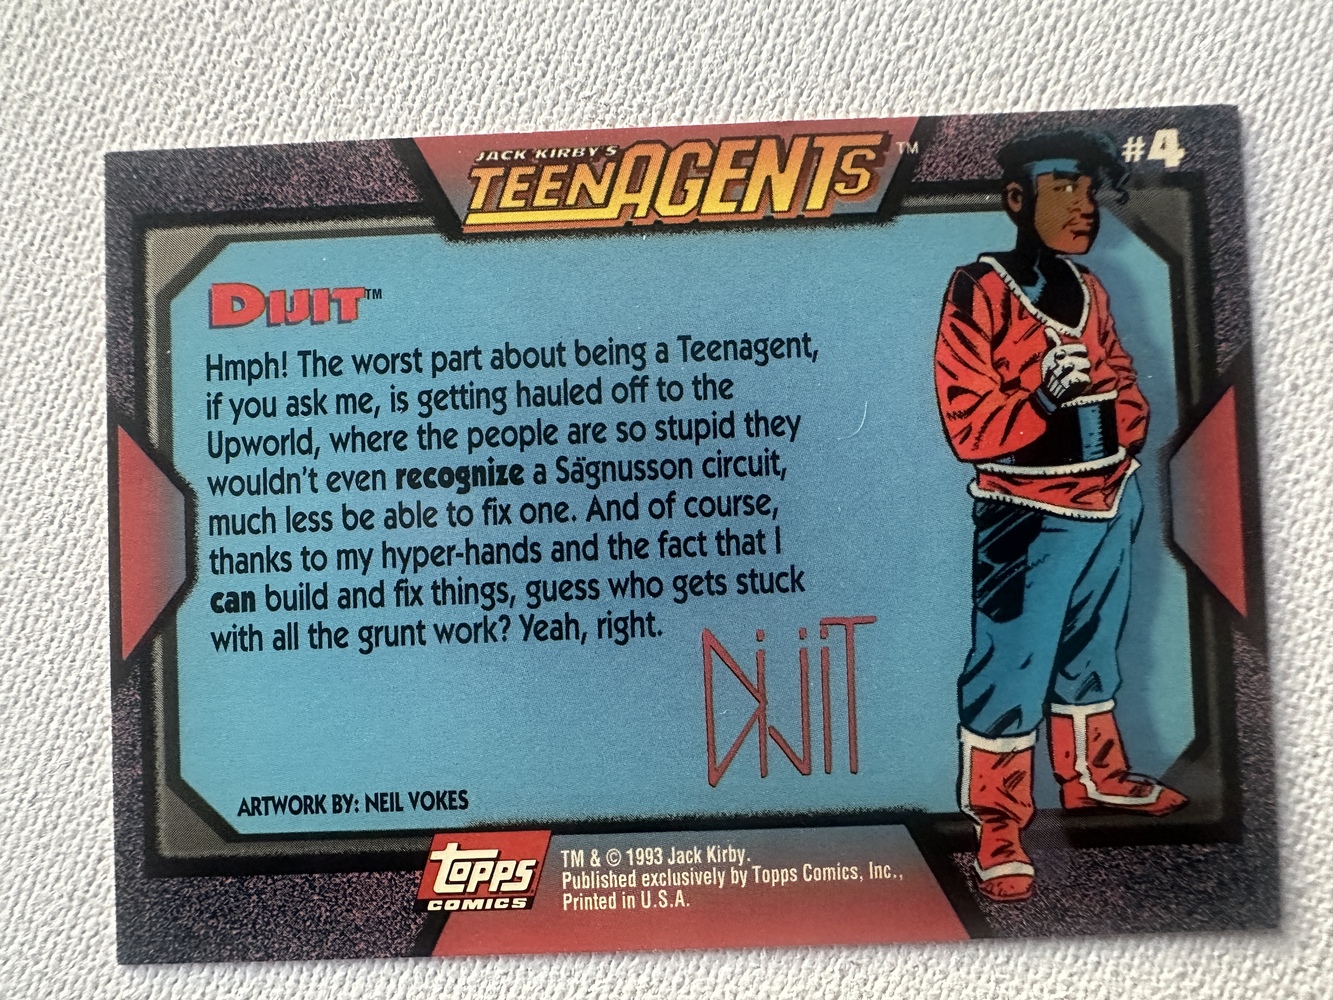 JACK KIRBY'S
TEENAGENTS™
#4
DIJIT™
Hmph! The worst part about being a Teenagent,
if you ask me, is getting hauled off to the
Upworld, where the people are so stupid they
wouldn't even recognize a Sägnusson circuit,
much less be able to fix one. And of course,
thanks to my hyper-hands and the fact that I
can build and fix things, guess who gets stuck
with all the grunt work? Yeah, right.
DijiT
ARTWORK BY: NEIL VOKES
topps
COMICS
TM & © 1993 Jack Kirby.
Published exclusively by Topps Comics, Inc.,
Printed in U.S.A.